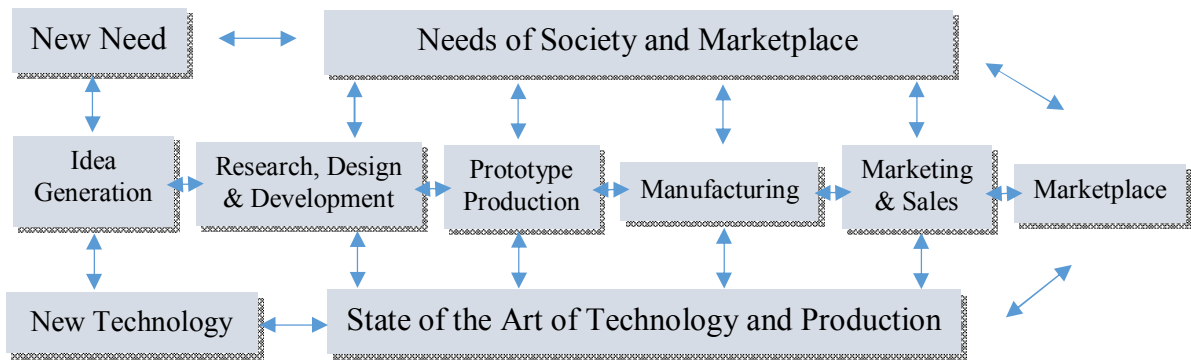 New Need
Needs of Society and Marketplace
Idea
Generation
Research, Design
& Development
Prototype
Production
Manufacturing
Marketing
& Sales
Marketplace
New Technology
State of the Art of Technology and Production